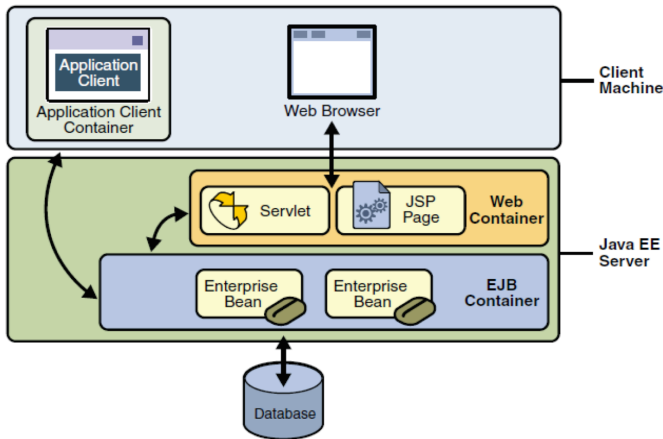 Application
Client
Application Client
Container
Web Browser
Client
Machine
Servlet
JSP
Page
Web
Container
Java EE
Server
Enterprise
Bean
Enterprise
Bean
EJB
Container
Database